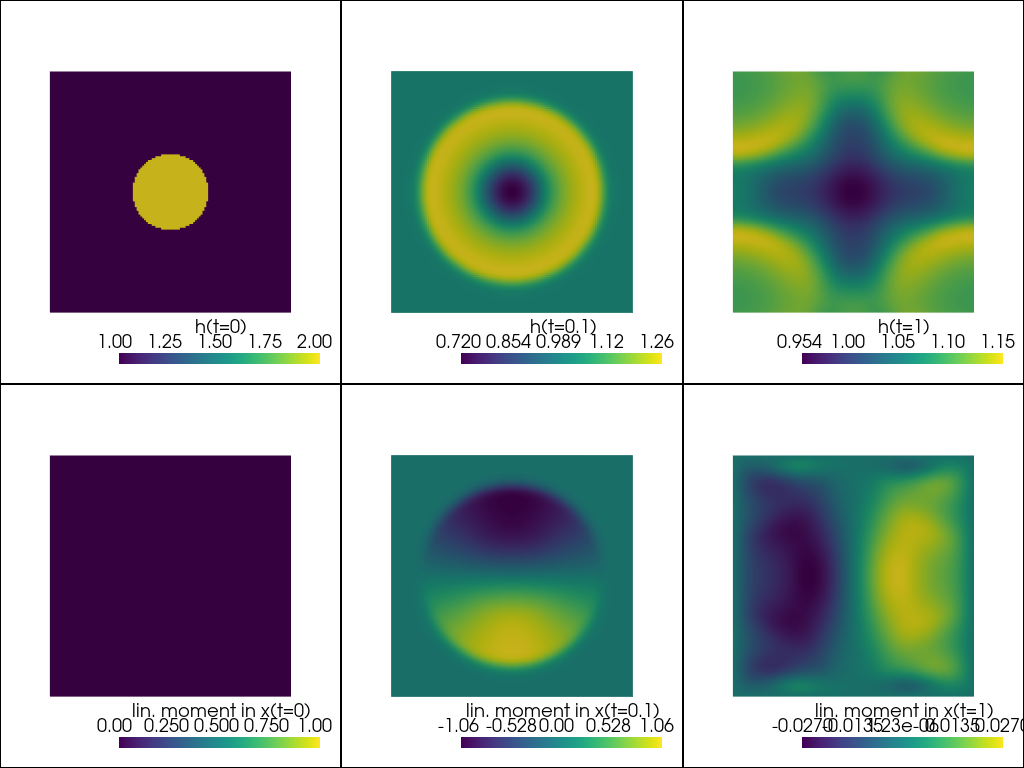 h(t=0)
1.00 1.25 1.50 1.75 2.00
h(t=0.1)
0.720 0.854 0.989 1.12 1.26
h(t=1)
0.954 1.00 1.05 1.10 1.15
lin. moment in x(t=0)
0.00 0.250 0.500 0.750 1.00
lin. moment in x(t=0.1)
-1.06 -0.528 0.00 0.528 1.06
lin. moment in x(t=1)
-0.0270